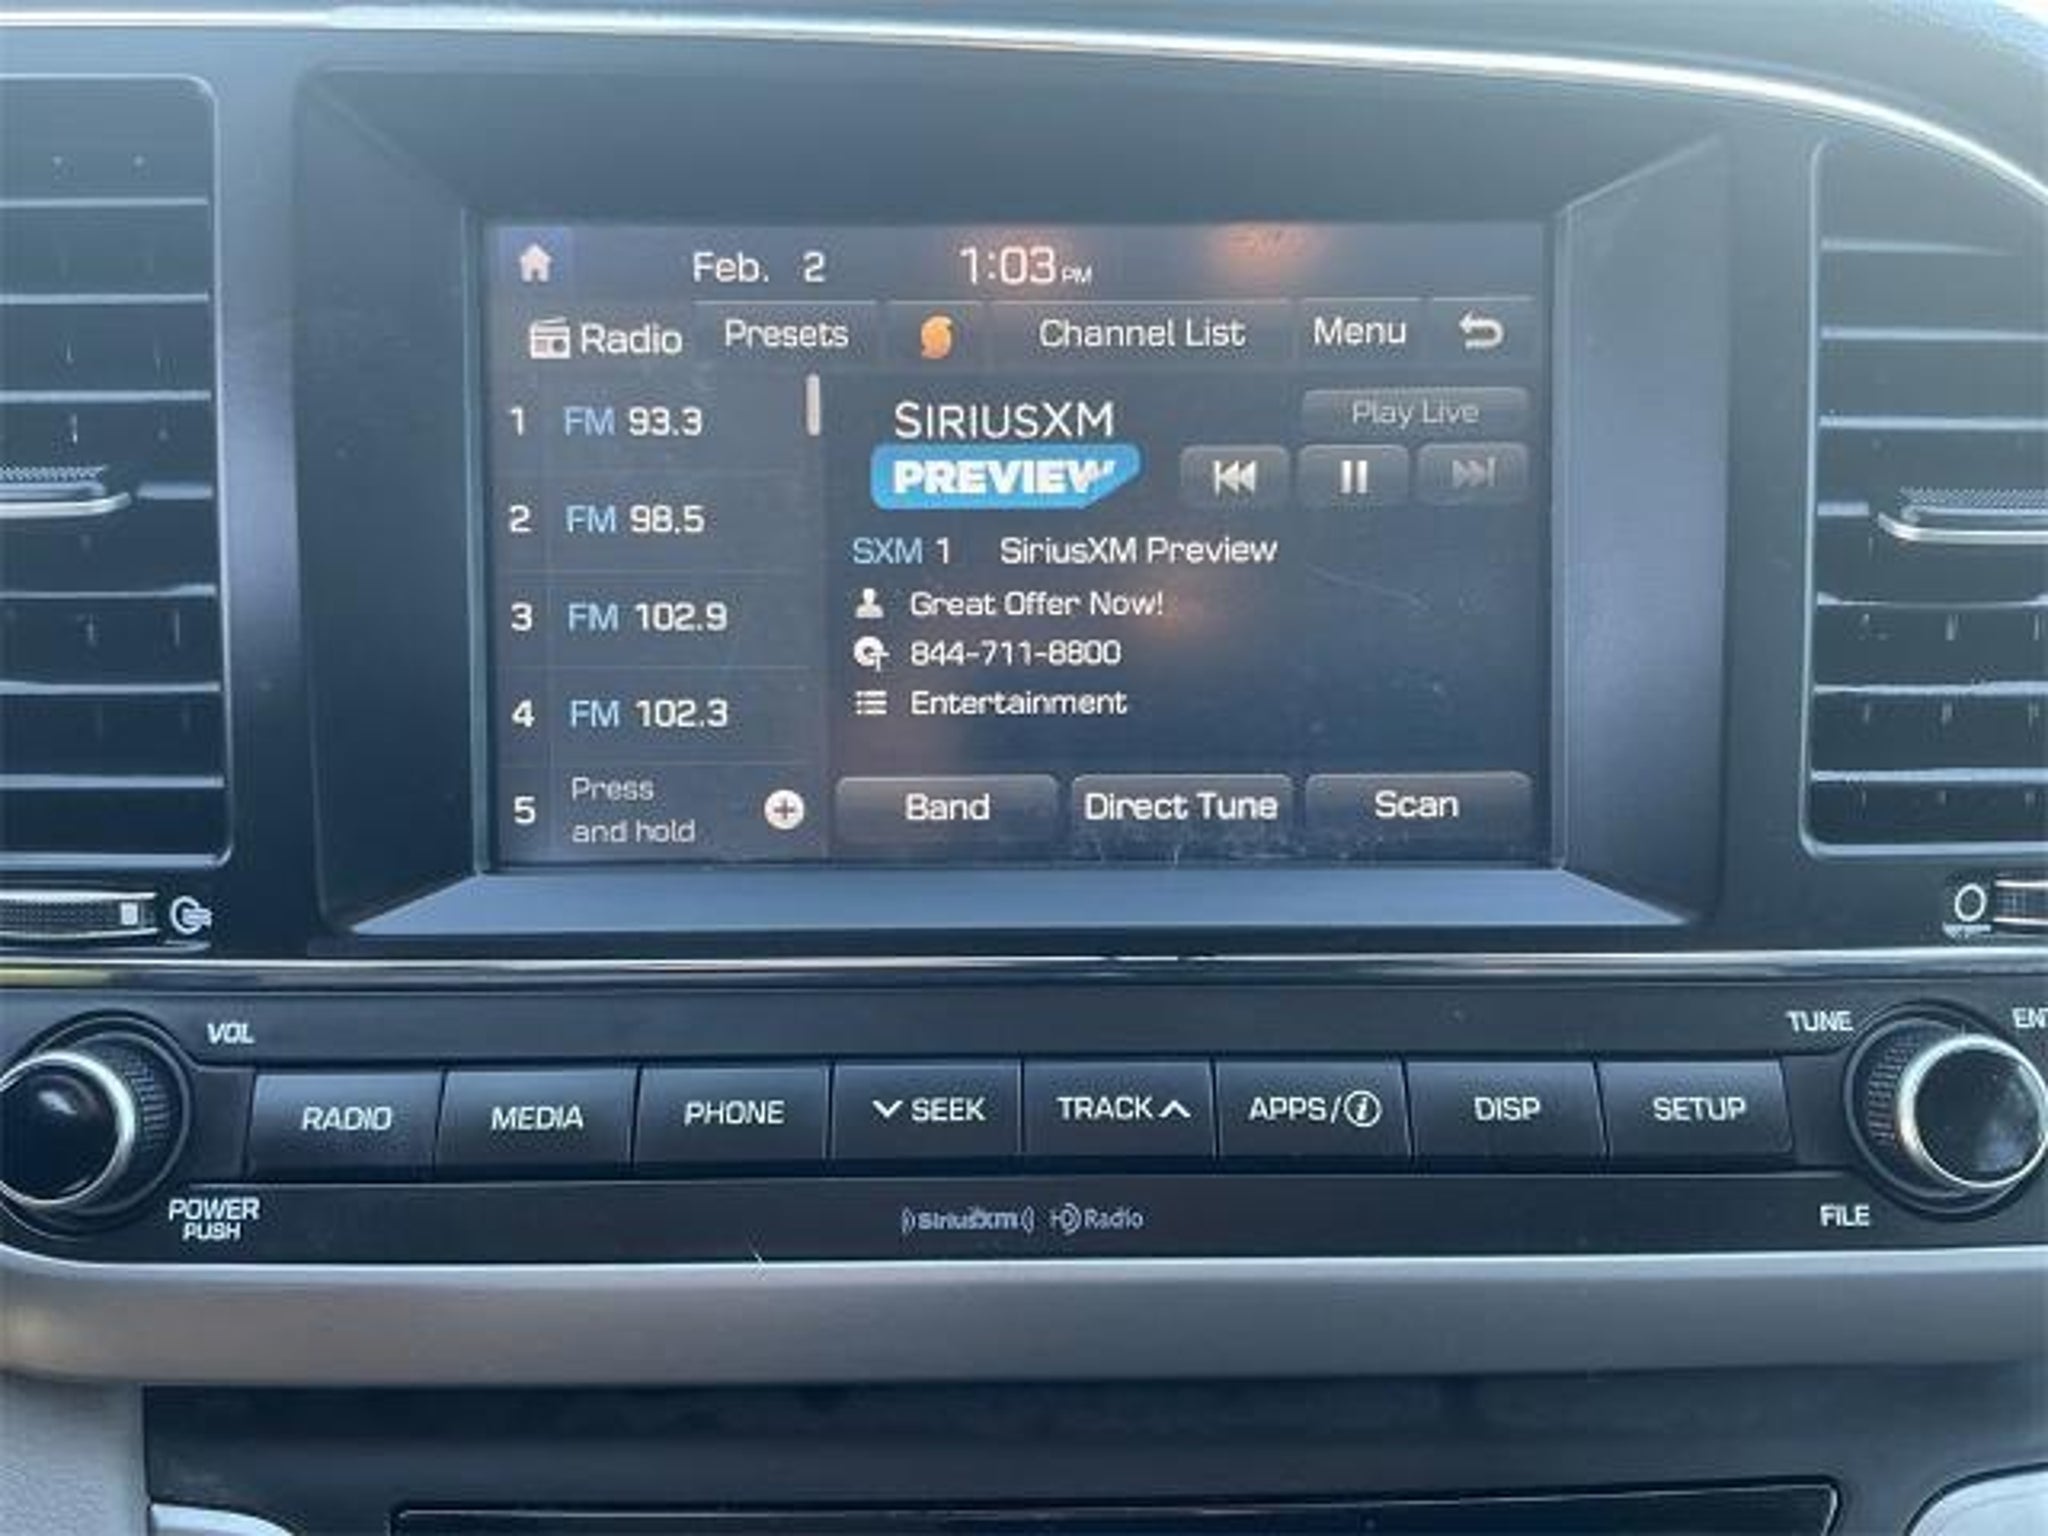 Feb. 2 1:03 PM
Radio Presets Channel List Menu
1 FM 93.3
2 FM 98.5
3 FM 102.9
4 FM 102.3
5 Press
and hold
SIRIUSXM
PREVIEW
Play Live
SXM 1 SiriusXM Preview
Great Offer Now!
844-711-8800
Entertainment
Band Direct Tune Scan
VOL
TUNE
RADIO MEDIA PHONE SEEK TRACK APPS/i DISP SETUP
POWER
PUSH
FILE
((SiriusXm)) HD Radio